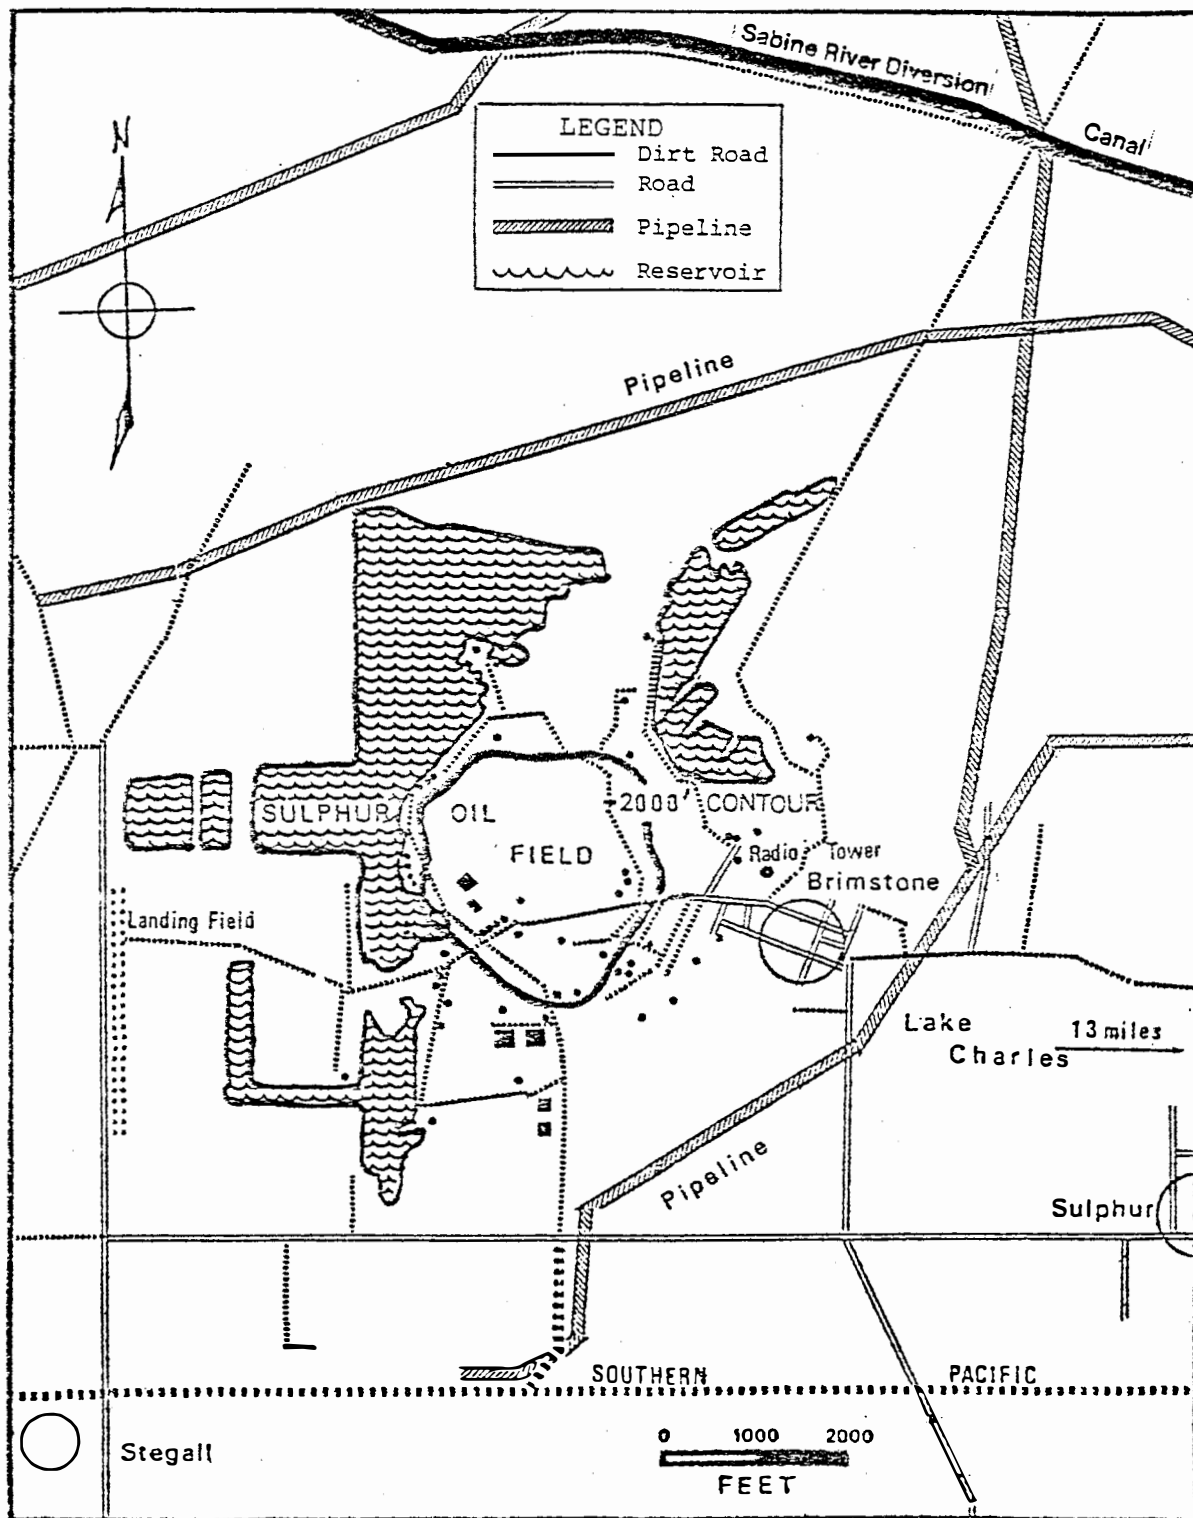 Sabine River Diversion
Canal
N
LEGEND
Dirt Road
Road
Pipeline
Reservoir
Pipeline
SULPHUR OIL
FIELD
-2000' CONTOUR
Radio Tower
Brimstone
Landing Field
Lake
Charles
13 miles
Pipeline
Sulphur
SOUTHERN PACIFIC
Stegall
0 1000 2000
FEET